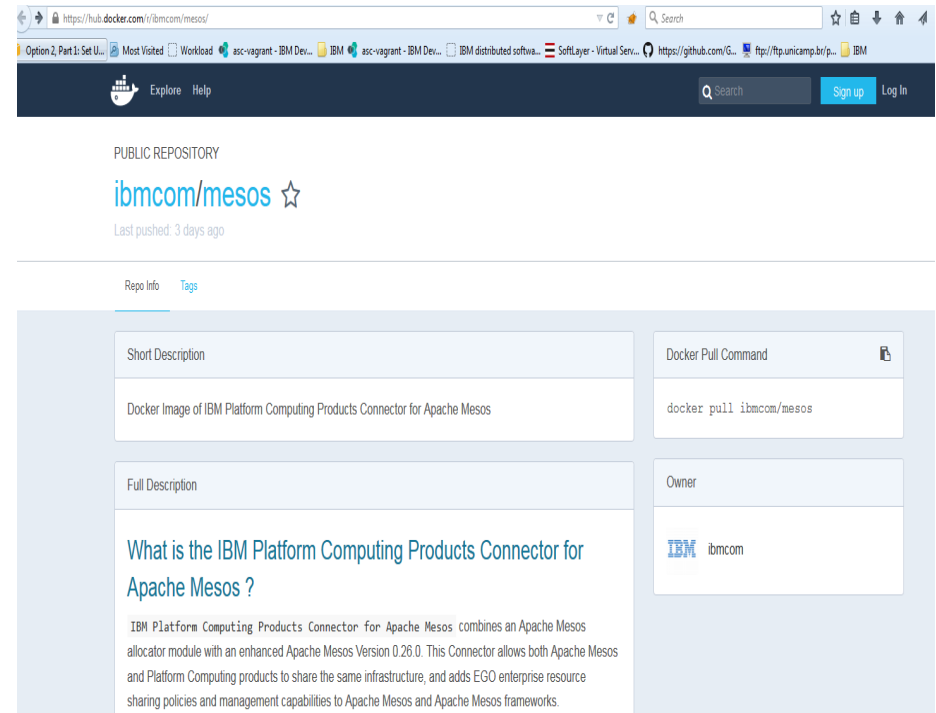 https://hub.docker.com/r/ibmcom/mesos/
Search
Option 2, Part 1: Set U... Most Visited Workload asc-vagrant - IBM Dev... IBM asc-vagrant - IBM Dev... IBM distributed softwa... SoftLayer - Virtual Serv... https://github.com/G... ftp://ftp.unicamp.br/p... IBM
Explore Help Search Sign up Log In
PUBLIC REPOSITORY
ibmcom/mesos
Last pushed: 3 days ago
Repo Info Tags
Short Description
Docker Image of IBM Platform Computing Products Connector for Apache Mesos
Docker Pull Command
docker pull ibmcom/mesos
Full Description
What is the IBM Platform Computing Products Connector for
Apache Mesos ?
IBM Platform Computing Products Connector for Apache Mesos combines an Apache Mesos
allocator module with an enhanced Apache Mesos Version 0.26.0. This Connector allows both Apache Mesos
and Platform Computing products to share the same infrastructure, and adds EGO enterprise resource
sharing policies and management capabilities to Apache Mesos and Apache Mesos frameworks.
Owner
IBM ibmcom